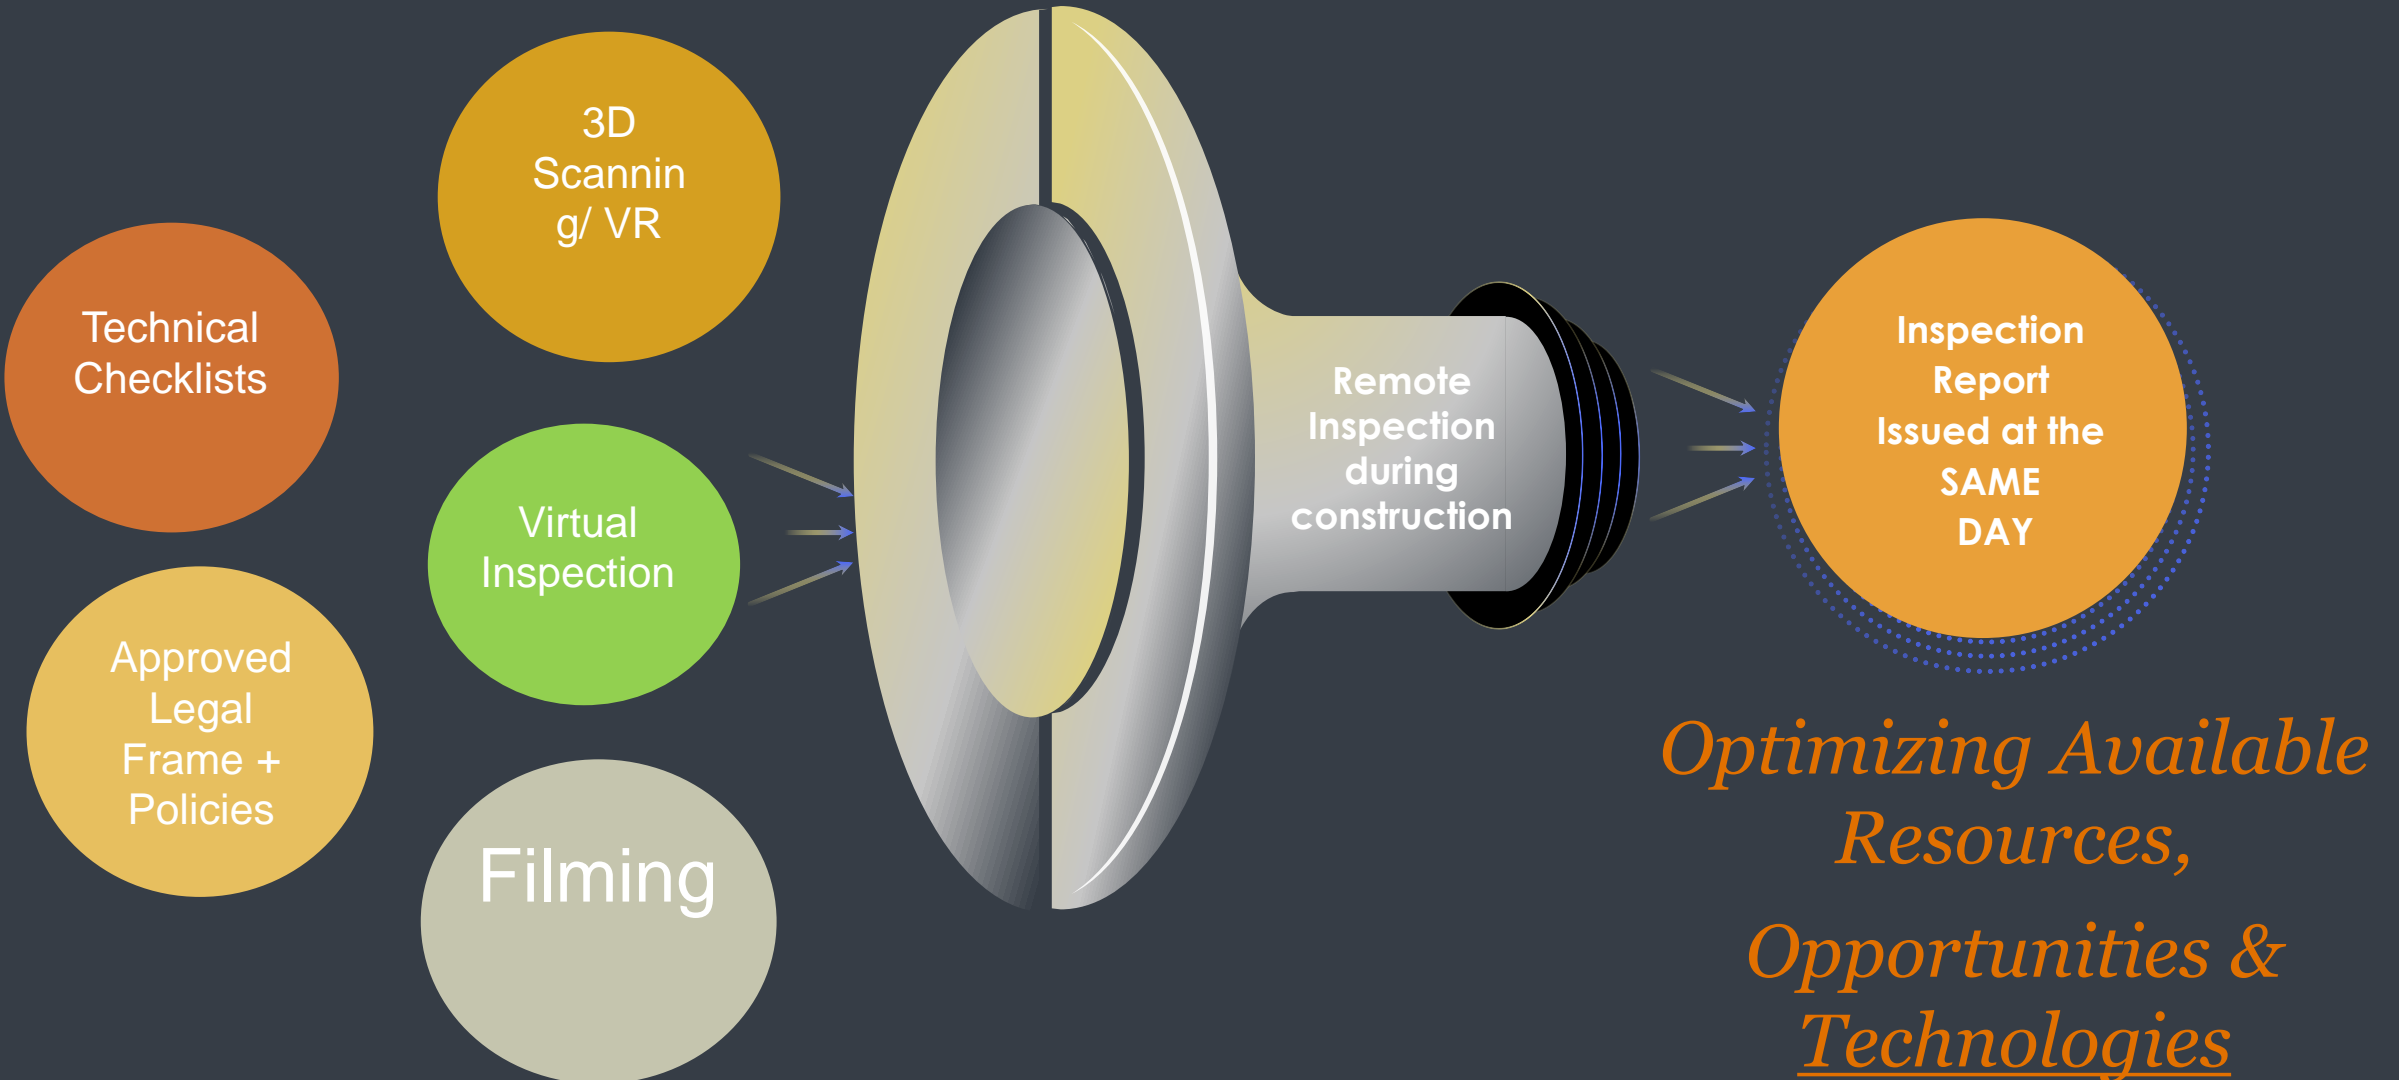 3D
Scannin
g/ VR
Technical
Checklists
Virtual
Inspection
Approved
Legal
Frame +
Policies
Filming
Remote
Inspection
during
construction
Inspection
Report
Issued at the
SAME
DAY
Optimizing Available
Resources,
Opportunities &
Technologies